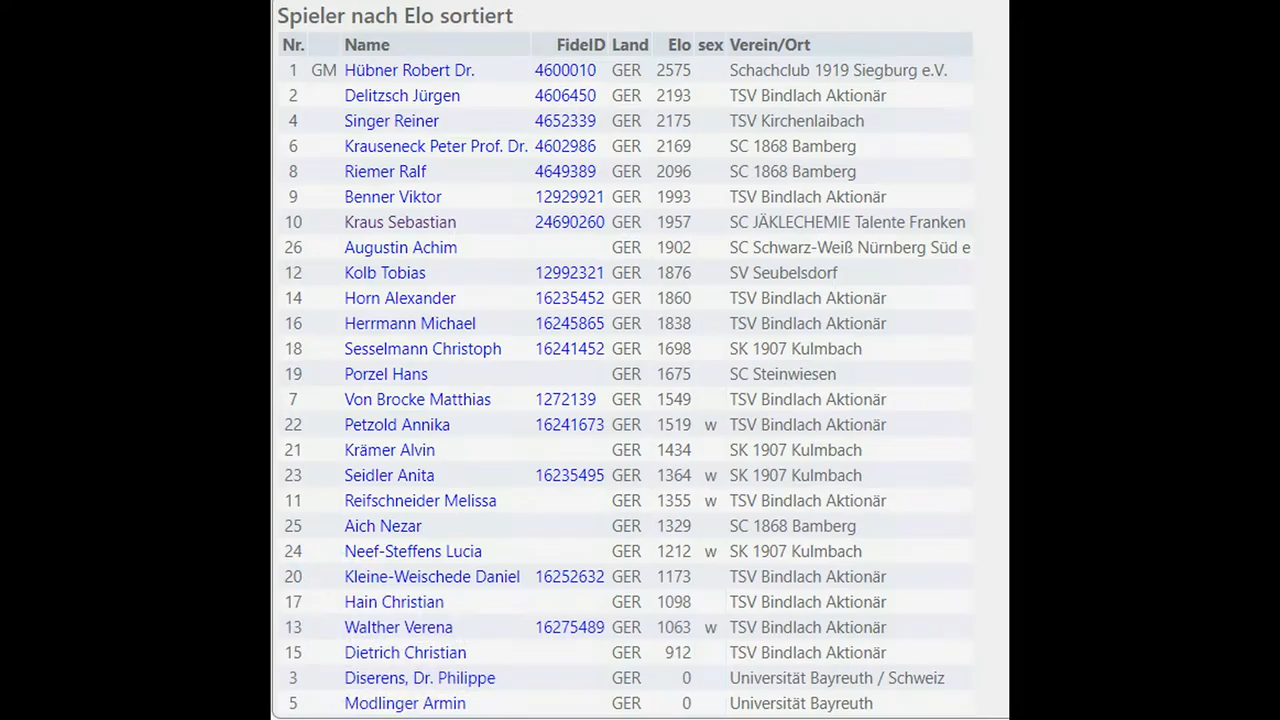 Spieler nach Elo sortiert
Nr. Name FideID Land Elo sex Verein/Ort
1 GM Hübner Robert Dr. 4600010 GER 2575 Schachclub 1919 Siegburg e.V.
2 Delitzsch Jürgen 4606450 GER 2193 TSV Bindlach Aktionär
4 Singer Reiner 4652339 GER 2175 TSV Kirchenlaibach
6 Krauseneck Peter Prof. Dr. 4602986 GER 2169 SC 1868 Bamberg
8 Riemer Ralf 4649389 GER 2096 SC 1868 Bamberg
9 Benner Viktor 12929921 GER 1993 TSV Bindlach Aktionär
10 Kraus Sebastian 24690260 GER 1957 SC JÄKLECHEMIE Talente Franken
26 Augustin Achim GER 1902 SC Schwarz-Weiß Nürnberg Süd e
12 Kolb Tobias 12992321 GER 1876 SV Seubelsdorf
14 Horn Alexander 16235452 GER 1860 TSV Bindlach Aktionär
16 Herrmann Michael 16245865 GER 1838 TSV Bindlach Aktionär
18 Sesselmann Christoph 16241452 GER 1698 SK 1907 Kulmbach
19 Porzel Hans GER 1675 SC Steinwiesen
7 Von Brocke Matthias 1272139 GER 1549 TSV Bindlach Aktionär
22 Petzold Annika 16241673 GER 1519 w TSV Bindlach Aktionär
21 Krämer Alvin GER 1434 SK 1907 Kulmbach
23 Seidler Anita 16235495 GER 1364 w SK 1907 Kulmbach
11 Reifschneider Melissa GER 1355 w TSV Bindlach Aktionär
25 Aich Nezar GER 1329 SC 1868 Bamberg
24 Neef-Steffens Lucia GER 1212 w SK 1907 Kulmbach
20 Kleine-Weischede Daniel 16252632 GER 1173 TSV Bindlach Aktionär
17 Hain Christian GER 1098 TSV Bindlach Aktionär
13 Walther Verena 16275489 GER 1063 w TSV Bindlach Aktionär
15 Dietrich Christian GER 912 TSV Bindlach Aktionär
3 Diserens, Dr. Philippe GER 0 Universität Bayreuth / Schweiz
5 Modlinger Armin GER 0 Universität Bayreuth